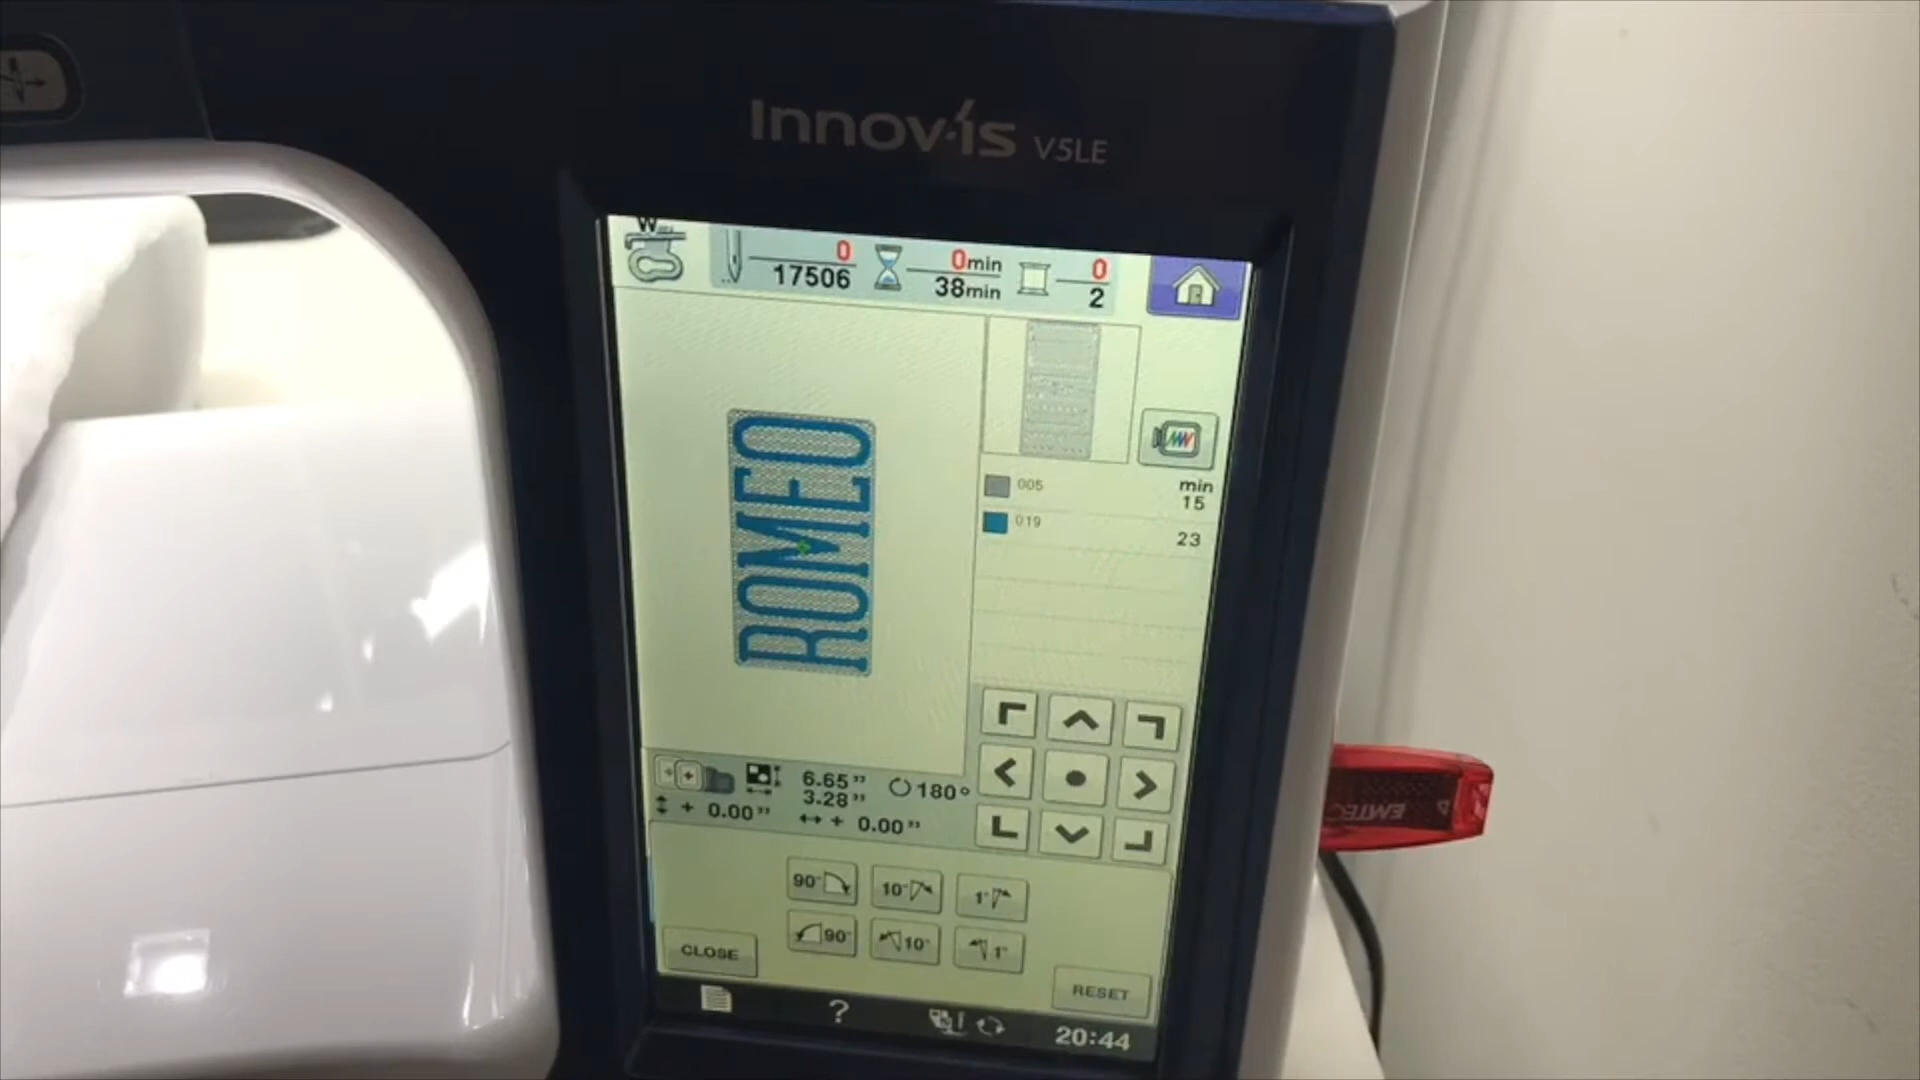 Innov-is V5LE
W
0
17506
0min
38min
0
2
ROMEO
005
min
15
019
23
6.65"
3.28"
180°
+ 0.00"
+ 0.00"
90°
10°
1°
90°
10°
1°
CLOSE
RESET
?
20:44
EMTEC